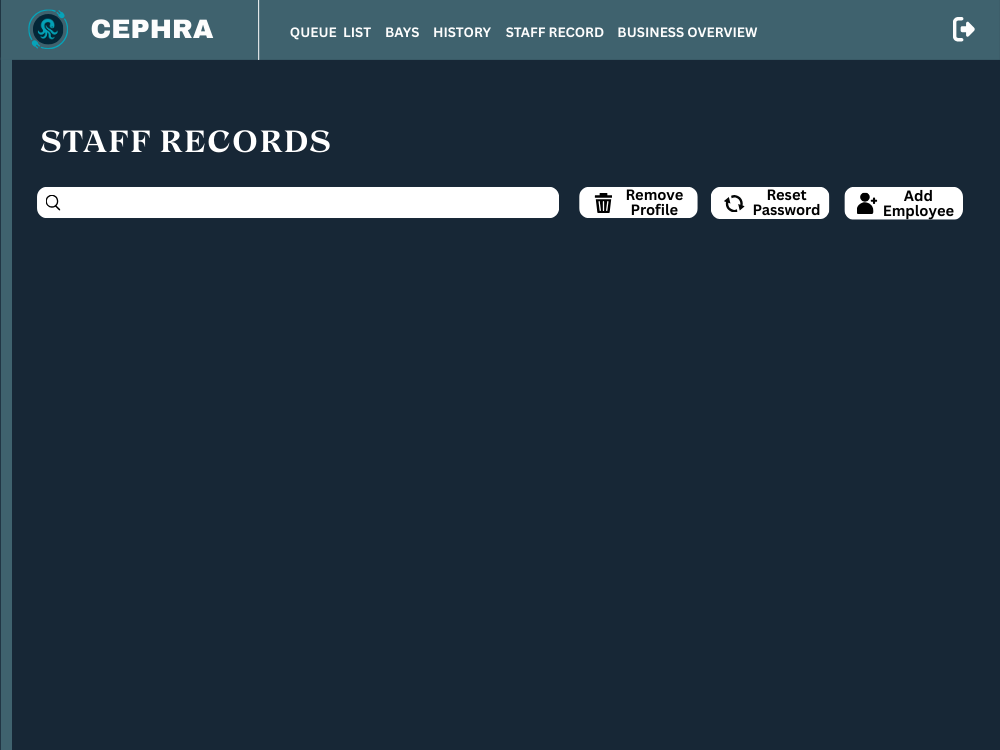 CEPHRA
QUEUE LIST BAYS HISTORY STAFF RECORD BUSINESS OVERVIEW
STAFF RECORDS
Remove
Profile
Reset
Password
Add
Employee